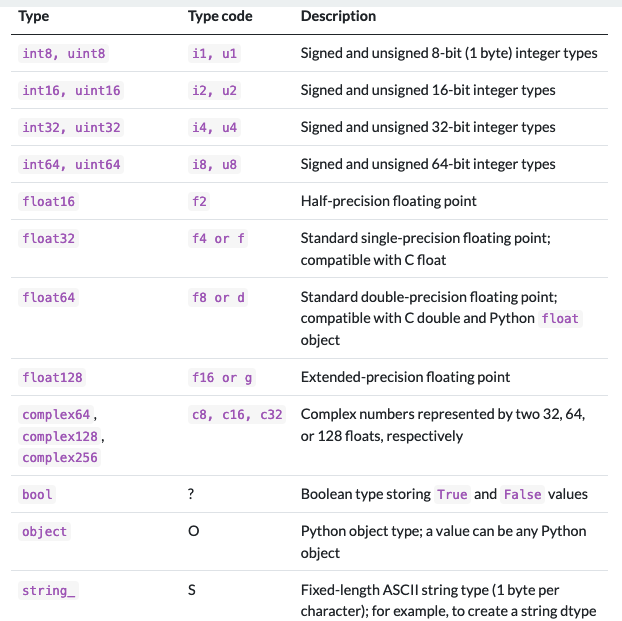 Type Type code Description
int8, uint8 i1, u1 Signed and unsigned 8-bit (1 byte) integer types
int16, uint16 i2, u2 Signed and unsigned 16-bit integer types
int32, uint32 i4, u4 Signed and unsigned 32-bit integer types
int64, uint64 i8, u8 Signed and unsigned 64-bit integer types
float16 f2 Half-precision floating point
float32 f4 or f Standard single-precision floating point;
compatible with C float
float64 f8 or d Standard double-precision floating point;
compatible with C double and Python float
object
float128 f16 or g Extended-precision floating point
complex64, c8, c16, c32 Complex numbers represented by two 32, 64,
complex128, or 128 floats, respectively
complex256
bool ? Boolean type storing True and False values
object O Python object type; a value can be any Python
object
string_ S Fixed-length ASCII string type (1 byte per
character); for example, to create a string dtype